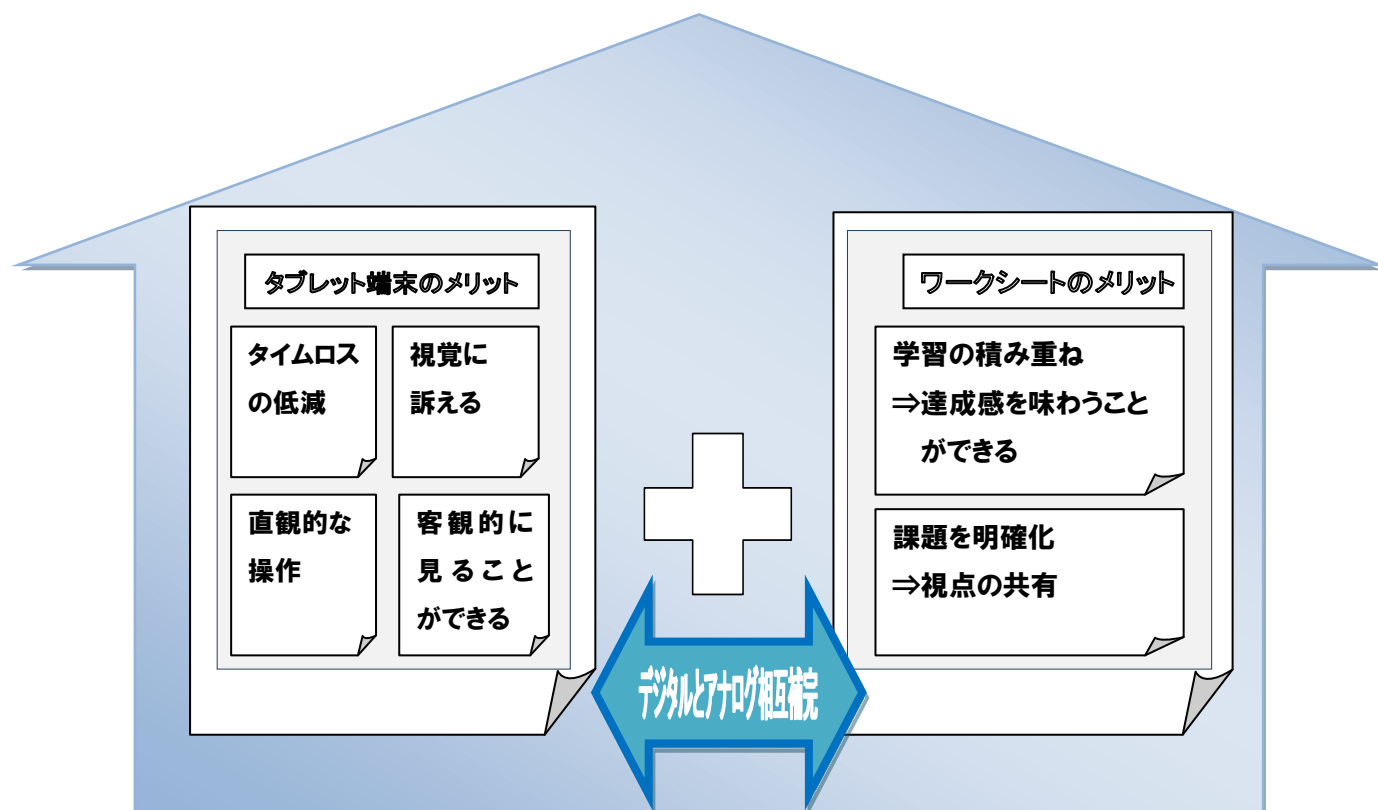 タブレット端末のメリット
タイムロス
の低減
視覚に
訴える
直観的な
操作
客観的に
見ること
ができる
デジタルとアナログ相互補完
ワークシートのメリット
学習の積み重ね
⇒達成感を味わうこと
ができる
課題を明確化
⇒視点の共有